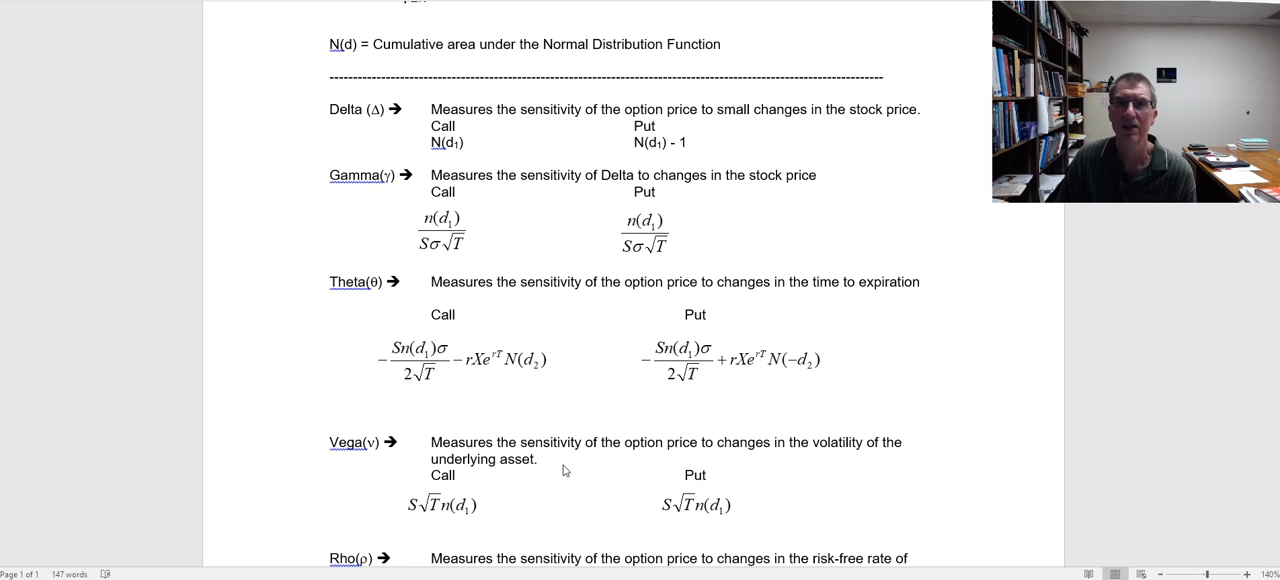 N(d) = Cumulative area under the Normal Distribution Function
-----------------------------------------------------------------------------------------------------------------------
Delta (Δ) ➔ Measures the sensitivity of the option price to small changes in the stock price.
Call Put
N(d₁) N(d₁) - 1
Gamma(γ) ➔ Measures the sensitivity of Delta to changes in the stock price
Call Put
n(d₁) n(d₁)
Sσ√T Sσ√T
Theta(θ) ➔ Measures the sensitivity of the option price to changes in the time to expiration
Call Put
− Sn(d₁)σ / 2√T − rXe^rT N(d₂) − Sn(d₁)σ / 2√T + rXe^rT N(−d₂)
Vega(ν) ➔ Measures the sensitivity of the option price to changes in the volatility of the
underlying asset.
Call Put
S√Tn(d₁) S√Tn(d₁)
Rho(ρ) ➔ Measures the sensitivity of the option price to changes in the risk-free rate of
Page 1 of 1 147 words 140%